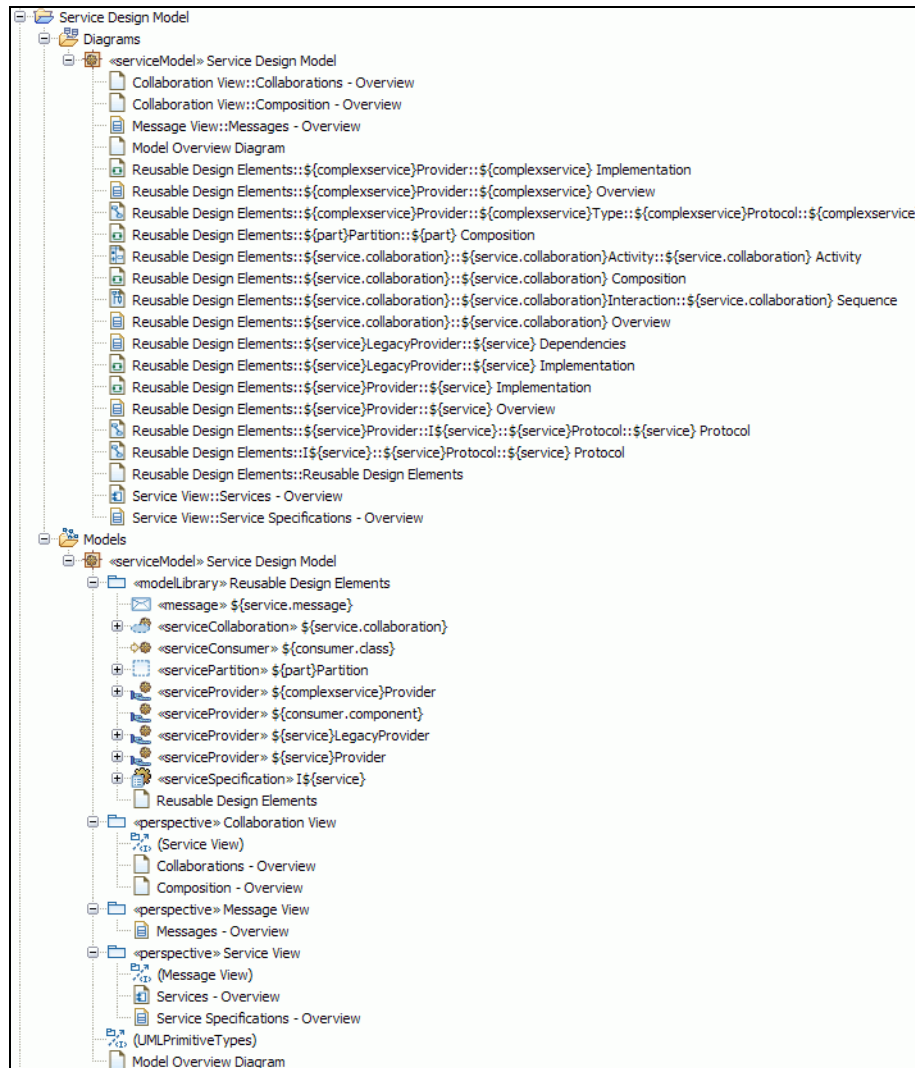 Service Design Model
Diagrams
«serviceModel» Service Design Model
Collaboration View::Collaborations - Overview
Collaboration View::Composition - Overview
Message View::Messages - Overview
Model Overview Diagram
Reusable Design Elements::${complexservice}Provider::${complexservice} Implementation
Reusable Design Elements::${complexservice}Provider::${complexservice} Overview
Reusable Design Elements::${complexservice}Provider::${complexservice}Type::${complexservice}Protocol::${complexservice
Reusable Design Elements::${part}Partition::${part} Composition
Reusable Design Elements::${service.collaboration}::${service.collaboration}Activity::${service.collaboration} Activity
Reusable Design Elements::${service.collaboration}::${service.collaboration} Composition
Reusable Design Elements::${service.collaboration}::${service.collaboration}Interaction::${service.collaboration} Sequence
Reusable Design Elements::${service.collaboration}::${service.collaboration} Overview
Reusable Design Elements::${service}LegacyProvider::${service} Dependencies
Reusable Design Elements::${service}LegacyProvider::${service} Implementation
Reusable Design Elements::${service}Provider::${service} Implementation
Reusable Design Elements::${service}Provider::${service} Overview
Reusable Design Elements::${service}Provider::I${service}::${service}Protocol::${service} Protocol
Reusable Design Elements::I${service}::${service}Protocol::${service} Protocol
Reusable Design Elements::Reusable Design Elements
Service View::Services - Overview
Service View::Service Specifications - Overview
Models
«serviceModel» Service Design Model
«modelLibrary» Reusable Design Elements
«message» ${service.message}
«serviceCollaboration» ${service.collaboration}
«serviceConsumer» ${consumer.class}
«servicePartition» ${part}Partition
«serviceProvider» ${complexservice}Provider
«serviceProvider» ${consumer.component}
«serviceProvider» ${service}LegacyProvider
«serviceProvider» ${service}Provider
«serviceSpecification» I${service}
Reusable Design Elements
«perspective» Collaboration View
(Service View)
Collaborations - Overview
Composition - Overview
«perspective» Message View
Messages - Overview
«perspective» Service View
(Message View)
Services - Overview
Service Specifications - Overview
(UMLPrimitiveTypes)
Model Overview Diagram